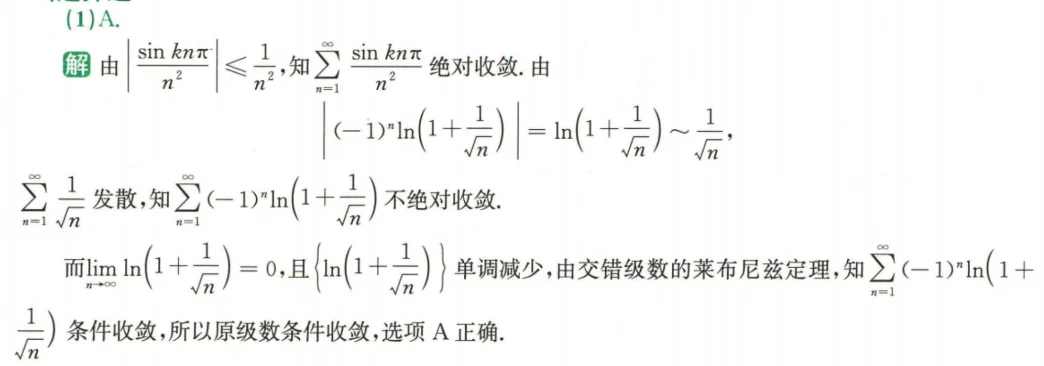 (1)A.
解 由$\left|\frac{\sin kn\pi}{n^2}\right| \leqslant \frac{1}{n^2}$,知$\sum_{n=1}^{\infty} \frac{\sin kn\pi}{n^2}$绝对收敛.由
$\left|(-1)^n \ln\left(1+\frac{1}{\sqrt{n}}\right)\right| = \ln\left(1+\frac{1}{\sqrt{n}}\right) \sim \frac{1}{\sqrt{n}}$,
$\sum_{n=1}^{\infty} \frac{1}{\sqrt{n}}$发散,知$\sum_{n=1}^{\infty} (-1)^n \ln\left(1+\frac{1}{\sqrt{n}}\right)$不绝对收敛.
而$\lim_{n \to \infty} \ln\left(1+\frac{1}{\sqrt{n}}\right) = 0$,且$\left\{\ln\left(1+\frac{1}{\sqrt{n}}\right)\right\}$单调减少,由交错级数的莱布尼兹定理,知$\sum_{n=1}^{\infty} (-1)^n \ln\left(1+\right.$
$\left.\frac{1}{\sqrt{n}}\right)$条件收敛,所以原级数条件收敛,选项 A 正确.